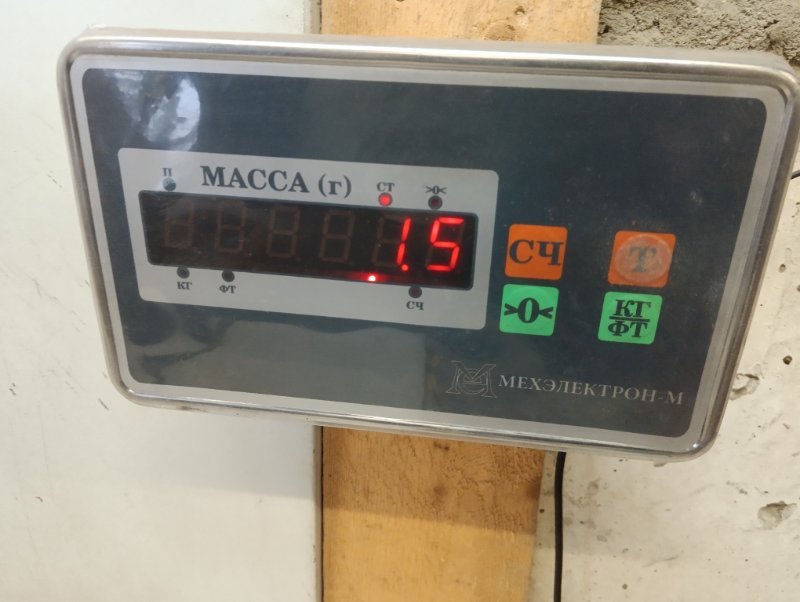 П
МАССА (г)
СТ
>0<
1.5
КГ
ФТ
СЧ
СЧ
Т
>0<
КГ
ФТ
М
МЕХЭЛЕКТРОН-М